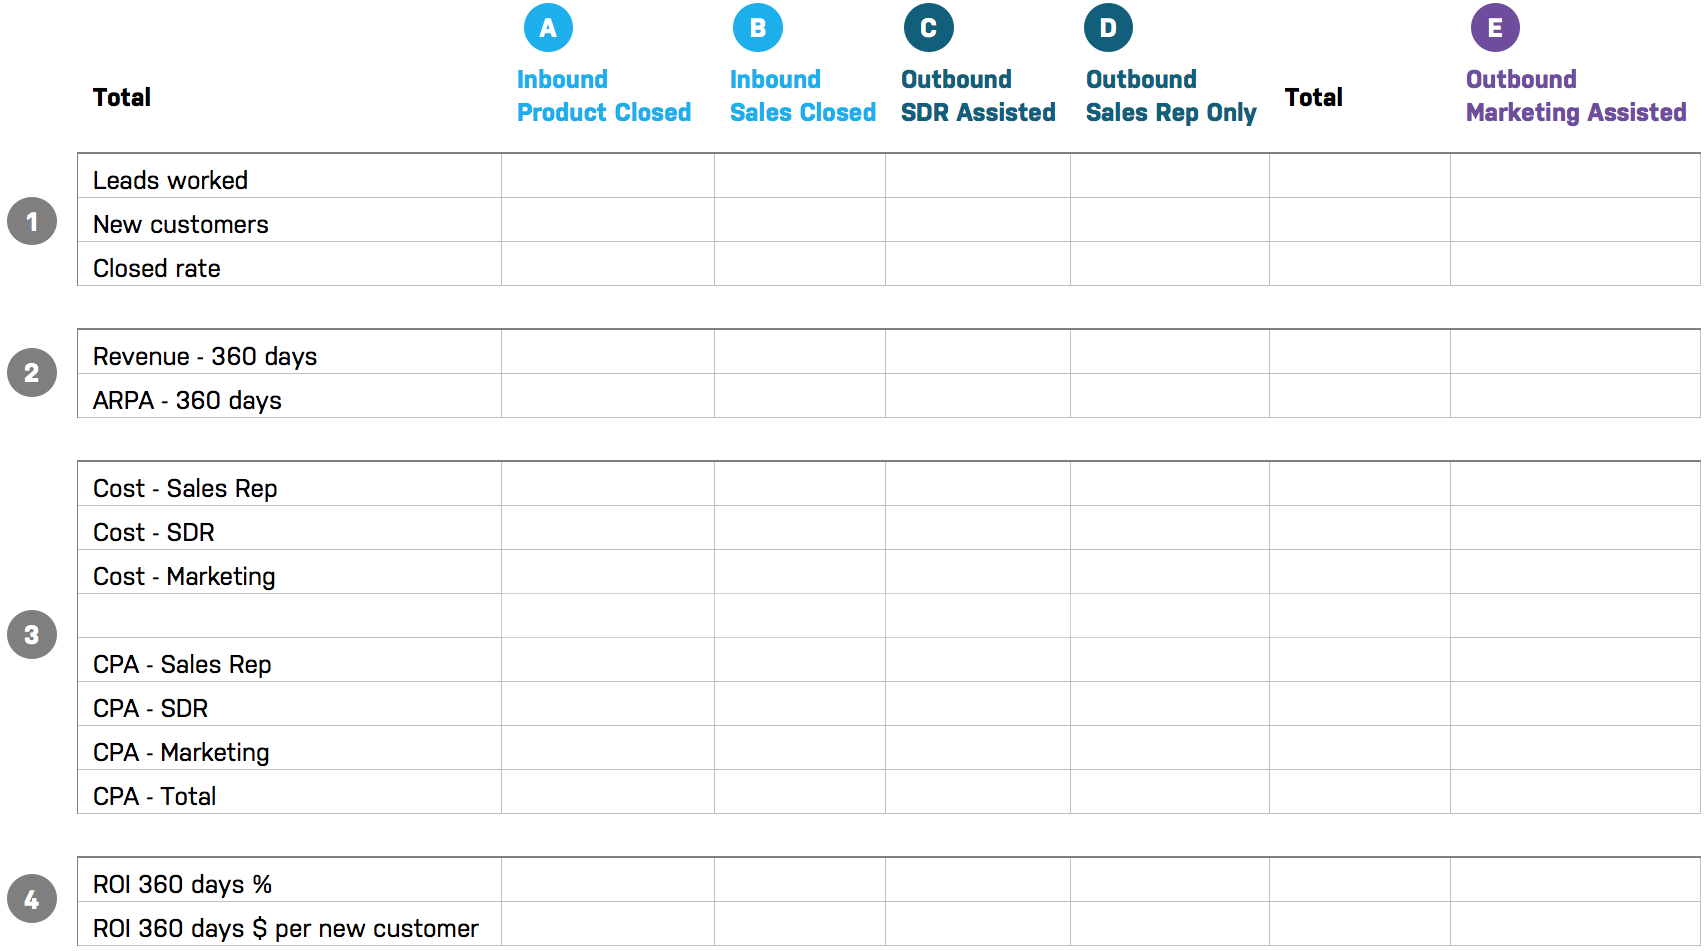 A
B
C
D
E
Total
Inbound
Product Closed
Inbound
Sales Closed
Outbound
SDR Assisted
Outbound
Sales Rep Only
Total
Outbound
Marketing Assisted
1
Leads worked
New customers
Closed rate
2
Revenue - 360 days
ARPA - 360 days
3
Cost - Sales Rep
Cost - SDR
Cost - Marketing
CPA - Sales Rep
CPA - SDR
CPA - Marketing
CPA - Total
4
ROI 360 days %
ROI 360 days $ per new customer